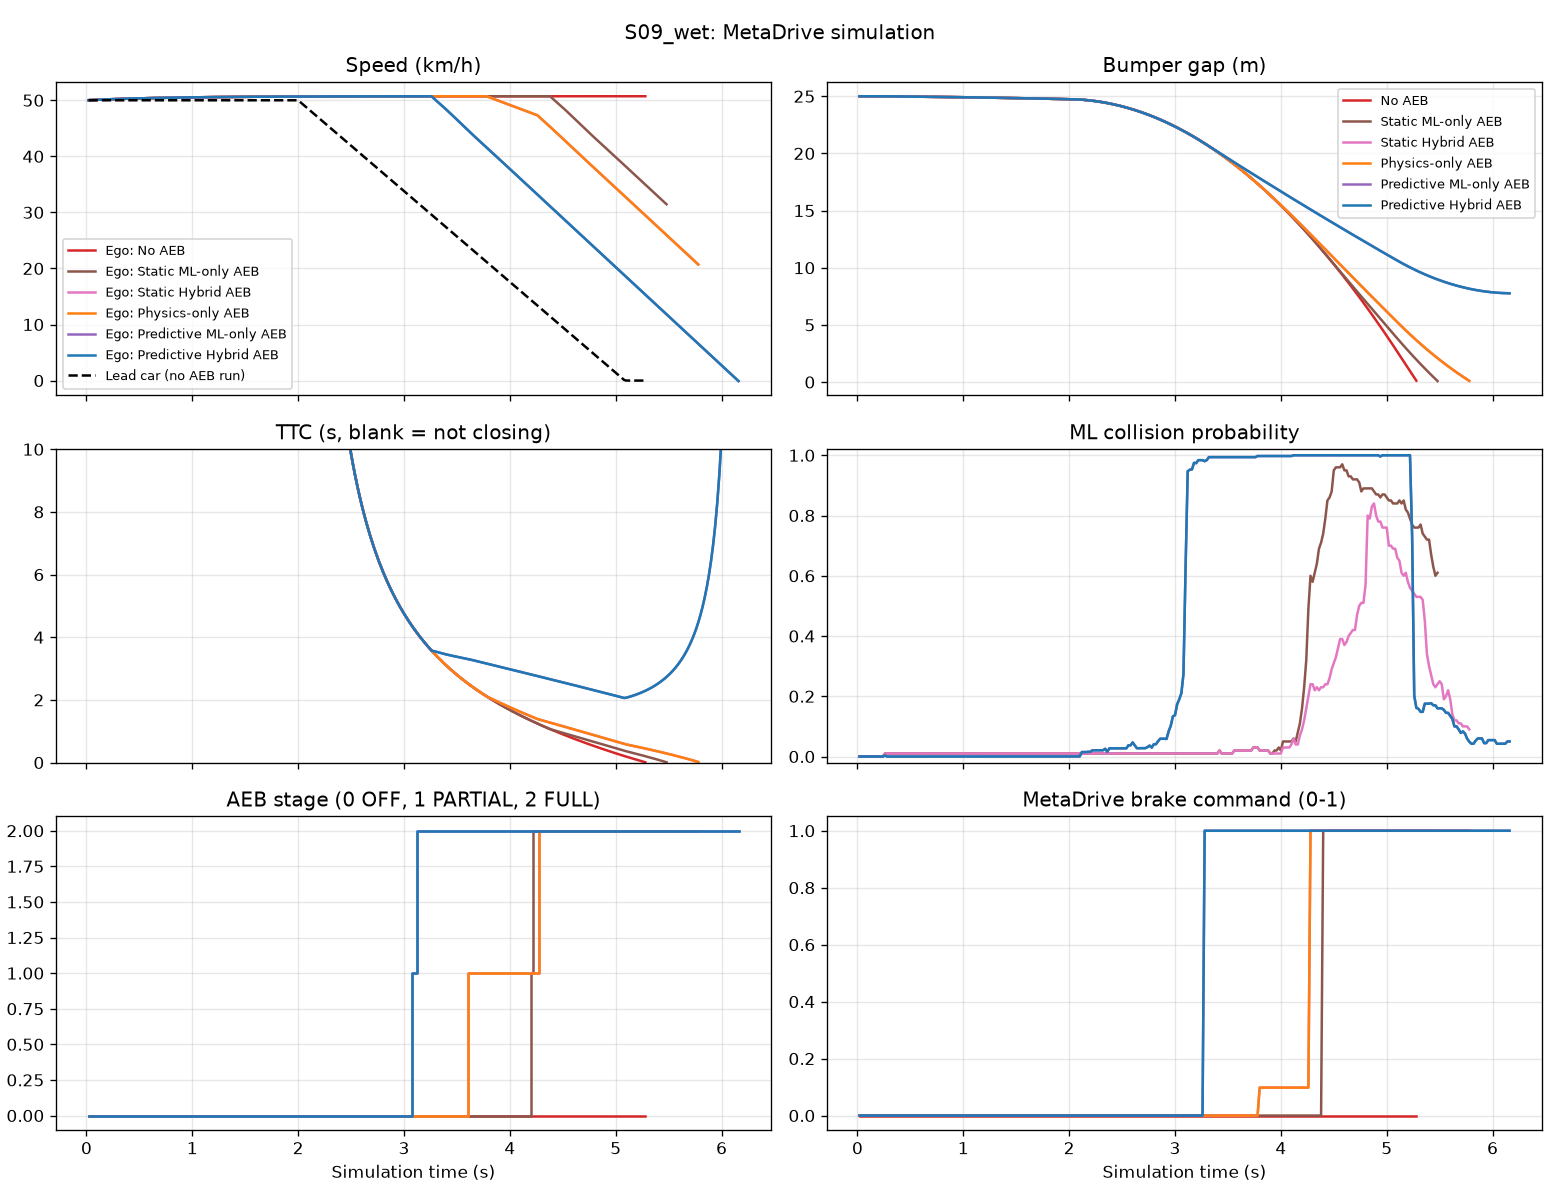 S09_wet: MetaDrive simulation
Speed (km/h)
50
40
30
20
10
0
Ego: No AEB
Ego: Static ML-only AEB
Ego: Static Hybrid AEB
Ego: Physics-only AEB
Ego: Predictive ML-only AEB
Ego: Predictive Hybrid AEB
Lead car (no AEB run)
Bumper gap (m)
25
20
15
10
5
0
No AEB
Static ML-only AEB
Static Hybrid AEB
Physics-only AEB
Predictive ML-only AEB
Predictive Hybrid AEB
TTC (s, blank = not closing)
10
8
6
4
2
0
ML collision probability
1.0
0.8
0.6
0.4
0.2
0.0
AEB stage (0 OFF, 1 PARTIAL, 2 FULL)
2.00
1.75
1.50
1.25
1.00
0.75
0.50
0.25
0.00
0 1 2 3 4 5 6
Simulation time (s)
MetaDrive brake command (0-1)
1.0
0.8
0.6
0.4
0.2
0.0
0 1 2 3 4 5 6
Simulation time (s)